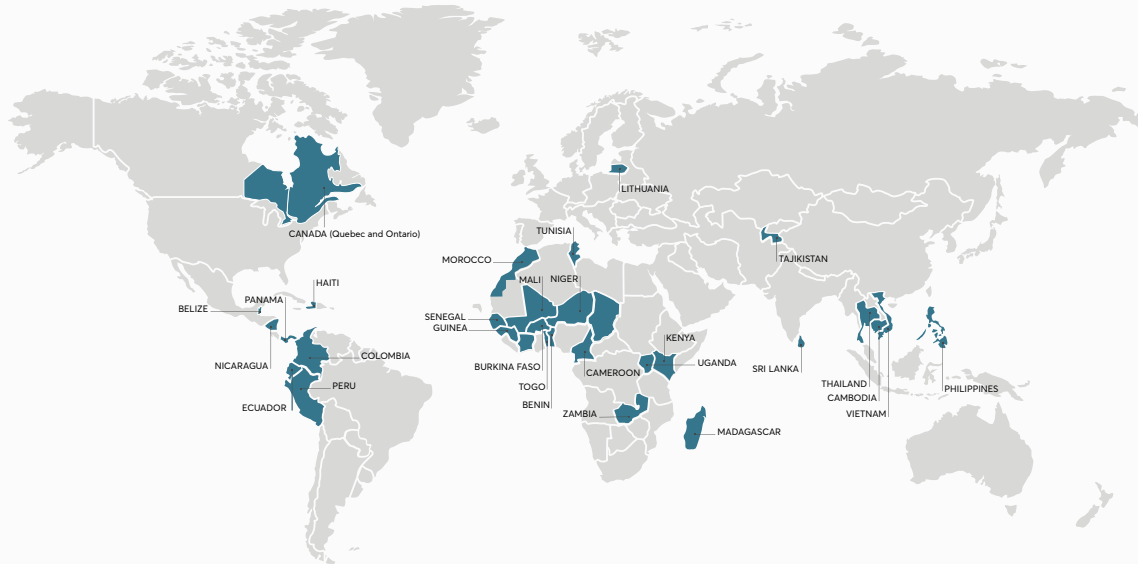 LITHUANIA
CANADA (Quebec and Ontario)
TUNISIA
MOROCCO
TAJIKISTAN
MALI
NIGER
HAITI
PANAMA
BELIZE
SENEGAL
GUINEA
KENYA
COLOMBIA
UGANDA
NICARAGUA
BURKINA FASO
CAMEROON
SRI LANKA
PERU
TOGO
THAILAND
PHILIPPINES
CAMBODIA
ECUADOR
BENIN
ZAMBIA
VIETNAM
MADAGASCAR